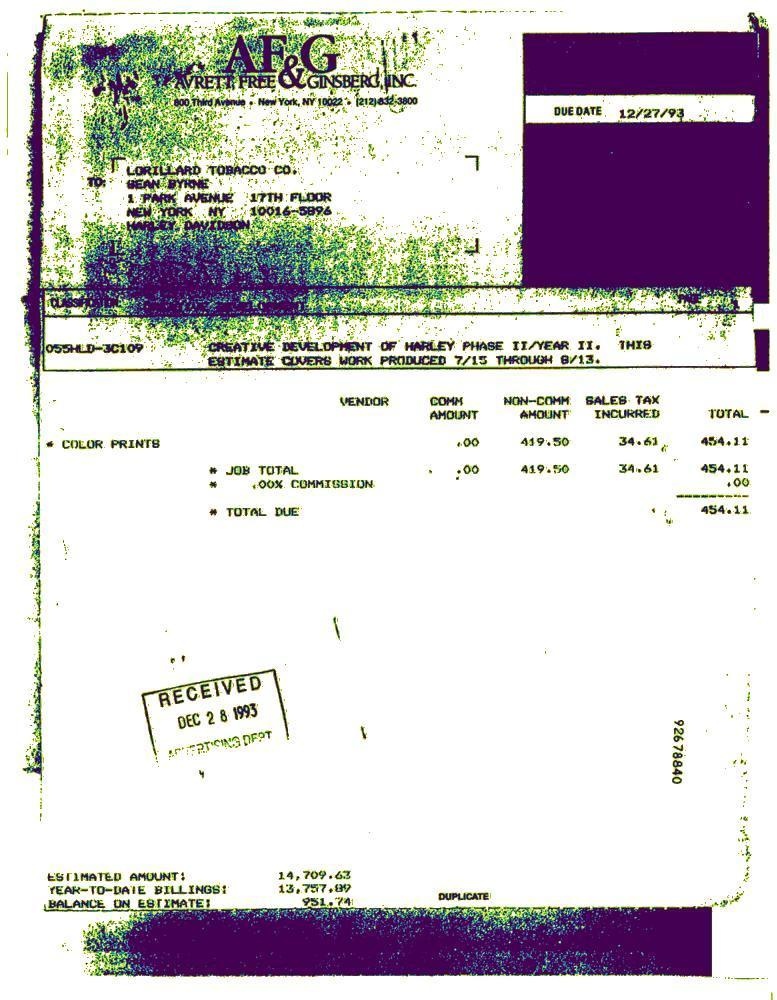 AF&G
AVRETT FREE & GINSBERG, INC.
800 Third Avenue • New York, NY 10022 • (212) 832-3800
DUE DATE 12/27/93
TO:
LORILLARD TOBACCO CO.
SEAN BYRNE
1 PARK AVENUE 17TH FLOOR
NEW YORK NY 10016-5896
HARLEY DAVIDSON
PAGE 1
055HLD-3C109 CREATIVE DEVELOPMENT OF HARLEY PHASE II/YEAR II. THIS
ESTIMATE COVERS WORK PRODUCED 7/15 THROUGH 8/13.
VENDOR COMM NON-COMM SALES TAX
AMOUNT AMOUNT INCURRED TOTAL
* COLOR PRINTS .00 419.50 34.61 454.11
* JOB TOTAL .00 419.50 34.61 454.11
* .00% COMMISSION .00
* TOTAL DUE 454.11
RECEIVED
DEC 28 1993
ADVERTISING DEPT
92678840
ESTIMATED AMOUNT: 14,709.63
YEAR-TO-DATE BILLINGS: 13,757.89
BALANCE ON ESTIMATE: 951.74
DUPLICATE